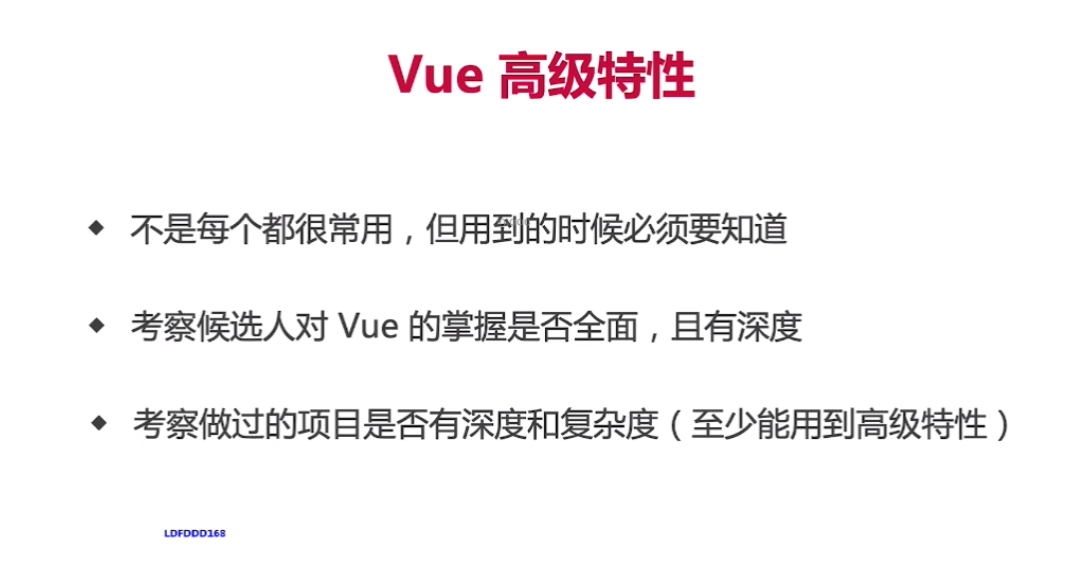 Vue 高级特性
不是每个都很常用，但用到的时候必须要知道
考察候选人对 Vue 的掌握是否全面，且有深度
考察做过的项目是否有深度和复杂度（至少能用到高级特性）
LDFDDD168